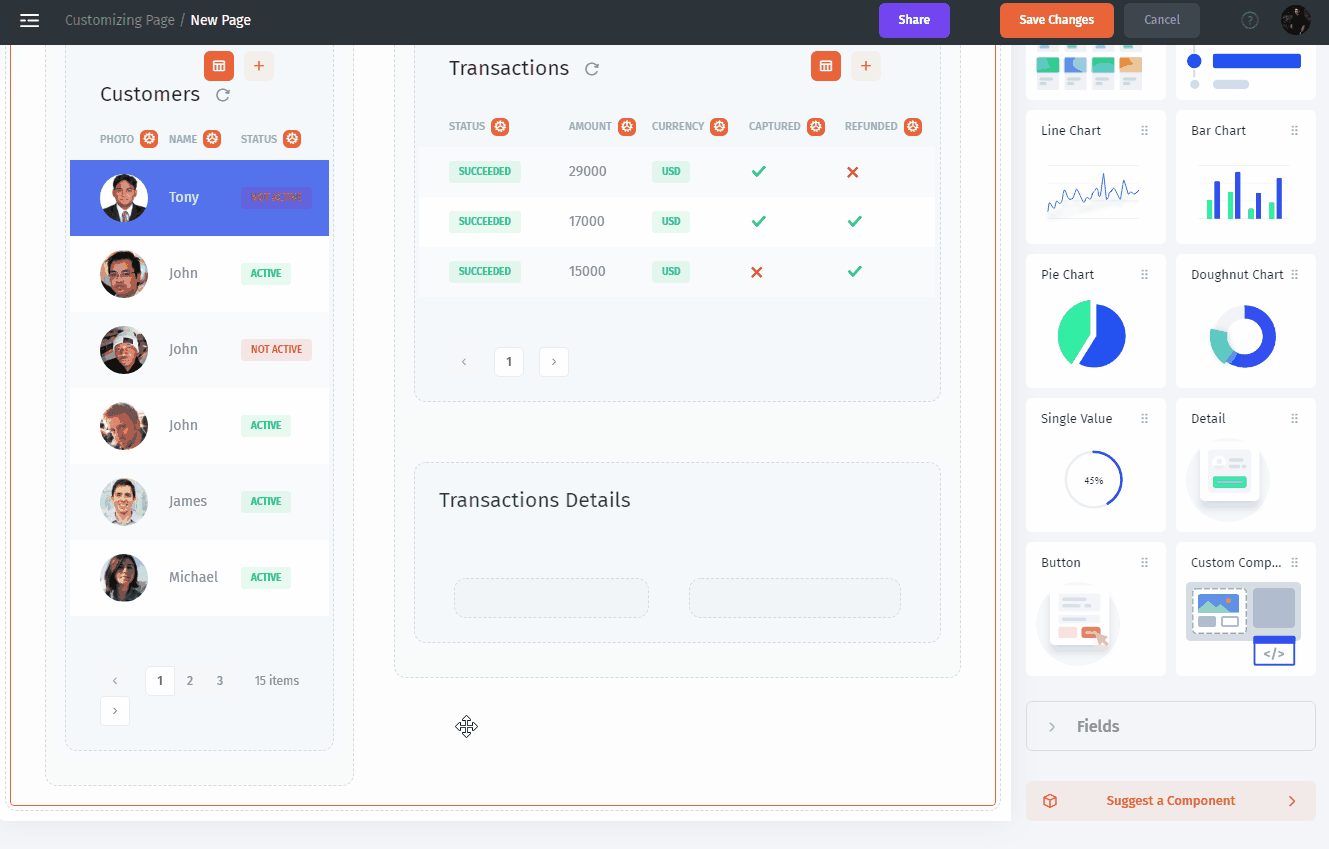 Customizing Page / New Page
Share
Save Changes
Cancel
?
Customers
PHOTO NAME STATUS
Tony NOT ACTIVE
John ACTIVE
John NOT ACTIVE
John ACTIVE
James ACTIVE
Michael ACTIVE
‹ 1 2 3 15 items
›
Transactions
STATUS AMOUNT CURRENCY CAPTURED REFUNDED
SUCCEEDED 29000 USD
SUCCEEDED 17000 USD
SUCCEEDED 15000 USD
‹ 1 ›
Transactions Details
Line Chart
Bar Chart
Pie Chart
Doughnut Chart
Single Value
45%
Detail
Button
Custom Comp...
</>
Fields
Suggest a Component